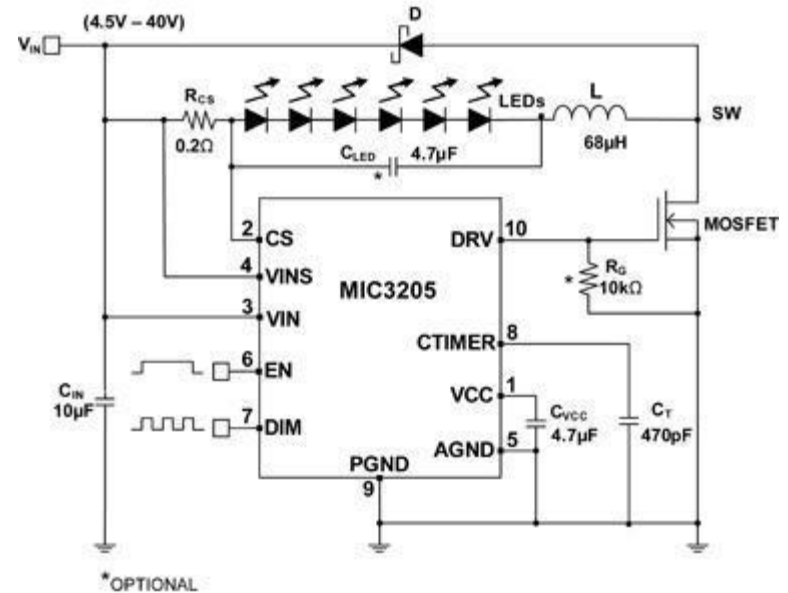 (4.5V – 40V)
D
VIN
RCS
0.2Ω
LEDs
L
68µH
SW
CLED
4.7µF
*
2
CS
DRV
10
MOSFET
4
VINS
MIC3205
*
RG
10kΩ
3
VIN
CTIMER
8
6
EN
VCC
1
CIN
10µF
CVCC
4.7µF
CT
470pF
7
DIM
AGND
5
PGND
9
*OPTIONAL